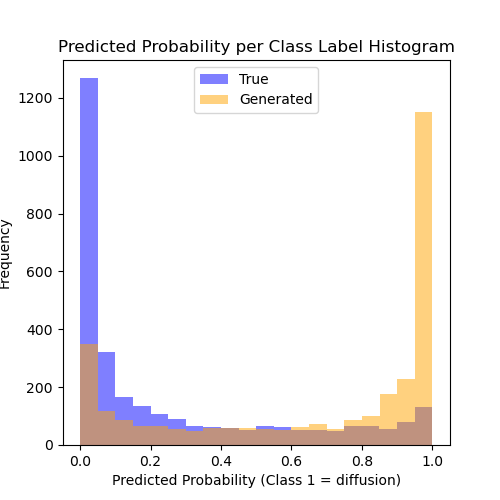 Predicted Probability per Class Label Histogram
True
Generated
1200
1000
800
600
400
200
0
Frequency
0.0 0.2 0.4 0.6 0.8 1.0
Predicted Probability (Class 1 = diffusion)